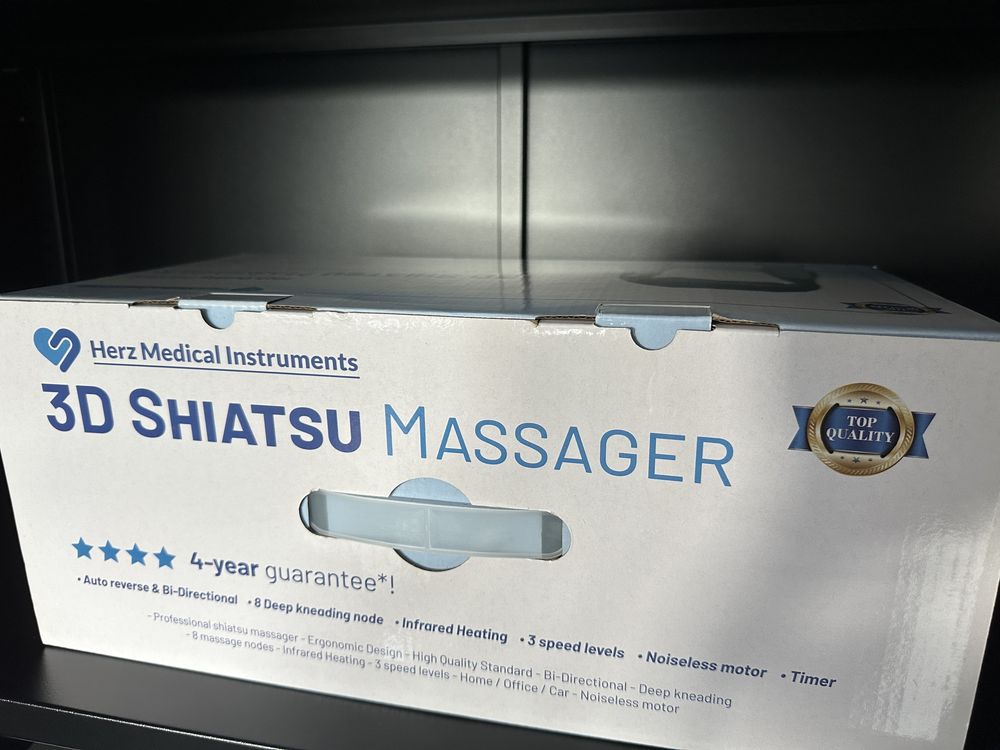 Herz Medical Instruments
3D SHIATSU MASSAGER
TOP
QUALITY
4-year guarantee*!
• Auto reverse & Bi-Directional • 8 Deep kneading node • Infrared Heating • 3 speed levels • Noiseless motor • Timer
- Professional shiatsu massager - Ergonomic Design - High Quality Standard - Bi-Directional - Deep kneading
- 8 massage nodes - Infrared Heating - 3 speed levels - Home / Office / Car - Noiseless motor